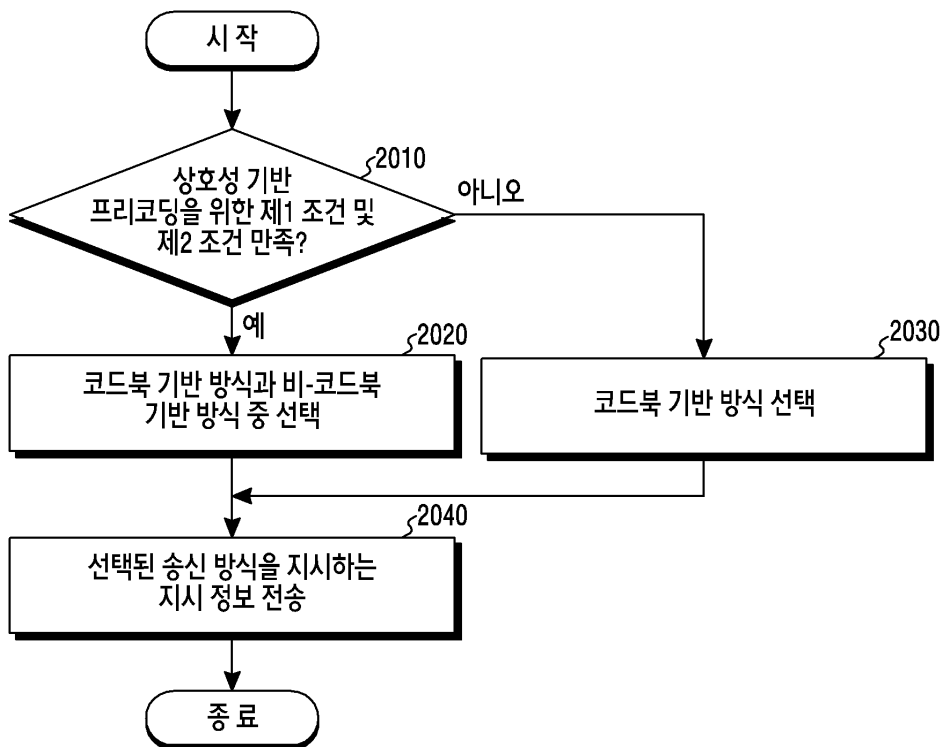 시 작
2010
상호성 기반
프리코딩을 위한 제1 조건 및
제2 조건 만족?
아니오
예
2020
코드북 기반 방식과 비-코드북
기반 방식 중 선택
2030
코드북 기반 방식 선택
2040
선택된 송신 방식을 지시하는
지시 정보 전송
종 료